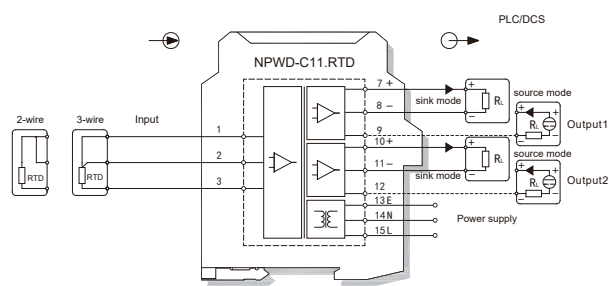 PLC/DCS
NPWD-C11.RTD
2-wire
3-wire
Input
RTD
RTD
1
2
3
7 +
sink mode
8 −
9
10 +
11 −
sink mode
12
13 E
14 N
15 L
+
RL
−
source mode
+
RL
−
Output1
+
RL
−
source mode
+
RL
−
Output2
Power supply